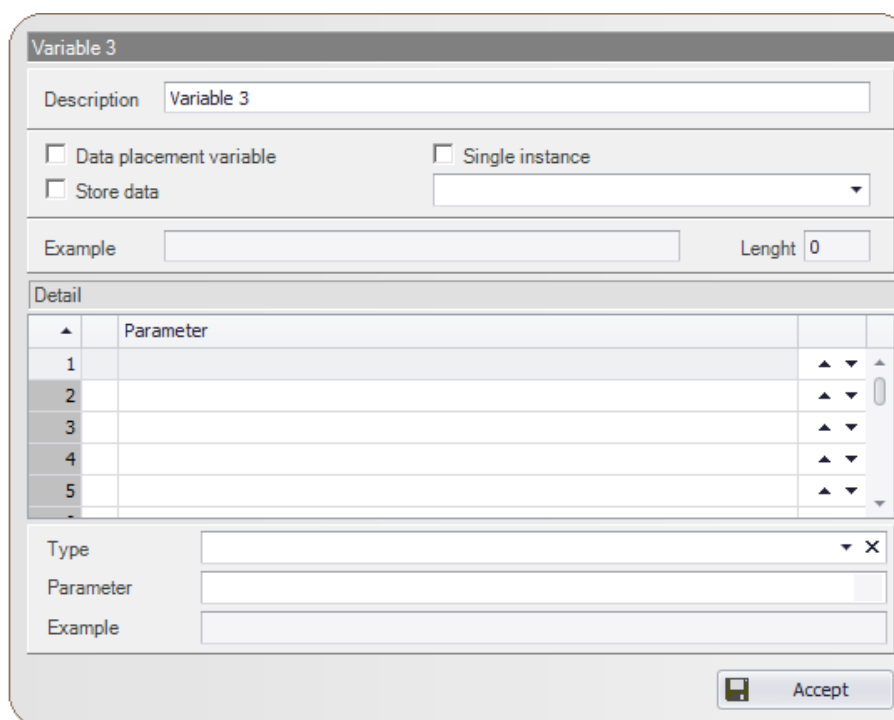 Variable 3
Description Variable 3
Data placement variable Single instance
Store data
Example Lenght 0
Detail
Parameter
1
2
3
4
5
Type
Parameter
Example
Accept